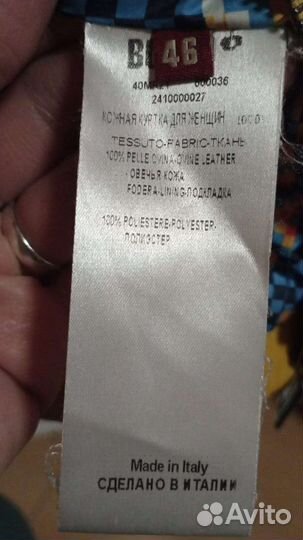 46
000036
2410000027
КОЖНАЯ КУРТКА ДЛЯ ЖЕНЩИН
TESSUTO-FABRIC-ТКАНЬ
100% PELLE OVINA-OVINE LEATHER
- ОВЕЧЬЯ КОЖА
FODERA-LINING-ПОДКЛАДКА
100% POLIESTERE-POLYESTER-
ПОЛИЭСТЕР
Made in Italy
СДЕЛАНО В ИТАЛИИ
Avito